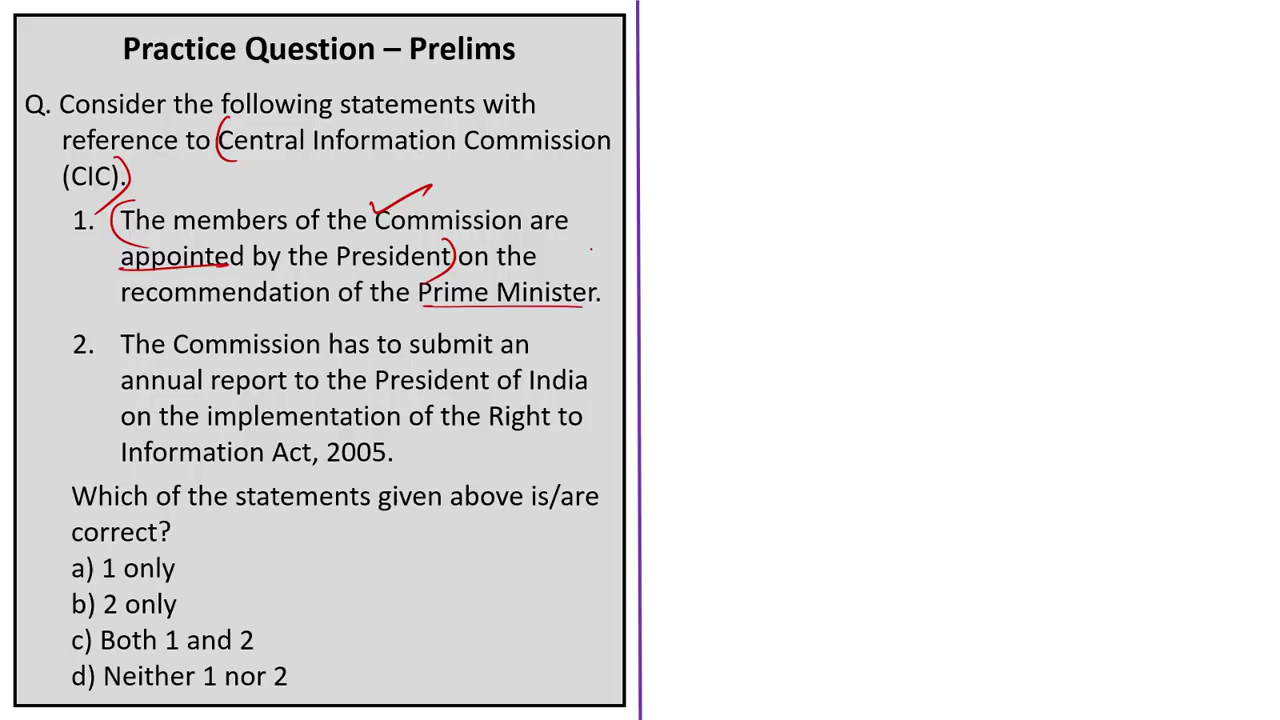 Practice Question – Prelims
Q. Consider the following statements with
reference to Central Information Commission
(CIC).
1. The members of the Commission are
appointed by the President on the
recommendation of the Prime Minister.
2. The Commission has to submit an
annual report to the President of India
on the implementation of the Right to
Information Act, 2005.
Which of the statements given above is/are
correct?
a) 1 only
b) 2 only
c) Both 1 and 2
d) Neither 1 nor 2